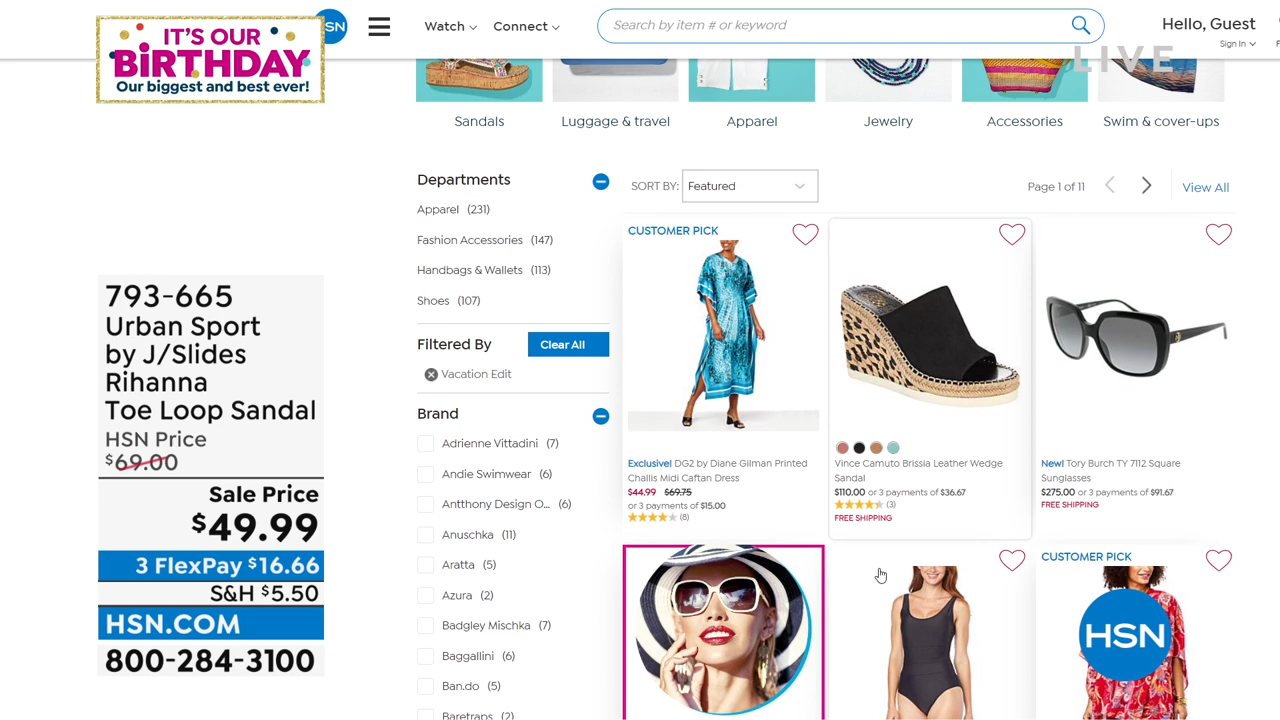 IT'S OUR
BIRTHDAY
Our biggest and best ever!
SN
Watch
Connect
Search by item # or keyword
Hello, Guest
Sign In
LIVE
Sandals
Luggage & travel
Apparel
Jewelry
Accessories
Swim & cover-ups
793-665
Urban Sport
by J/Slides
Rihanna
Toe Loop Sandal
HSN Price
$69.00
Sale Price
$49.99
3 FlexPay $16.66
S&H $5.50
HSN.COM
800-284-3100
Departments
Apparel (231)
Fashion Accessories (147)
Handbags & Wallets (113)
Shoes (107)
Filtered By
Clear All
Vacation Edit
Brand
Adrienne Vittadini (7)
Andie Swimwear (6)
Antthony Design O... (6)
Anuschka (11)
Aratta (5)
Azura (2)
Badgley Mischka (7)
Baggallini (6)
Ban.do (5)
Baretraps (2)
SORT BY: Featured
Page 1 of 11
View All
CUSTOMER PICK
Exclusive! DG2 by Diane Gilman Printed
Challis Midi Caftan Dress
$44.99 $69.75
or 3 payments of $15.00
(8)
Vince Camuto Brissia Leather Wedge
Sandal
$110.00 or 3 payments of $36.67
(3)
FREE SHIPPING
New! Tory Burch TY 7112 Square
Sunglasses
$275.00 or 3 payments of $91.67
FREE SHIPPING
CUSTOMER PICK
HSN